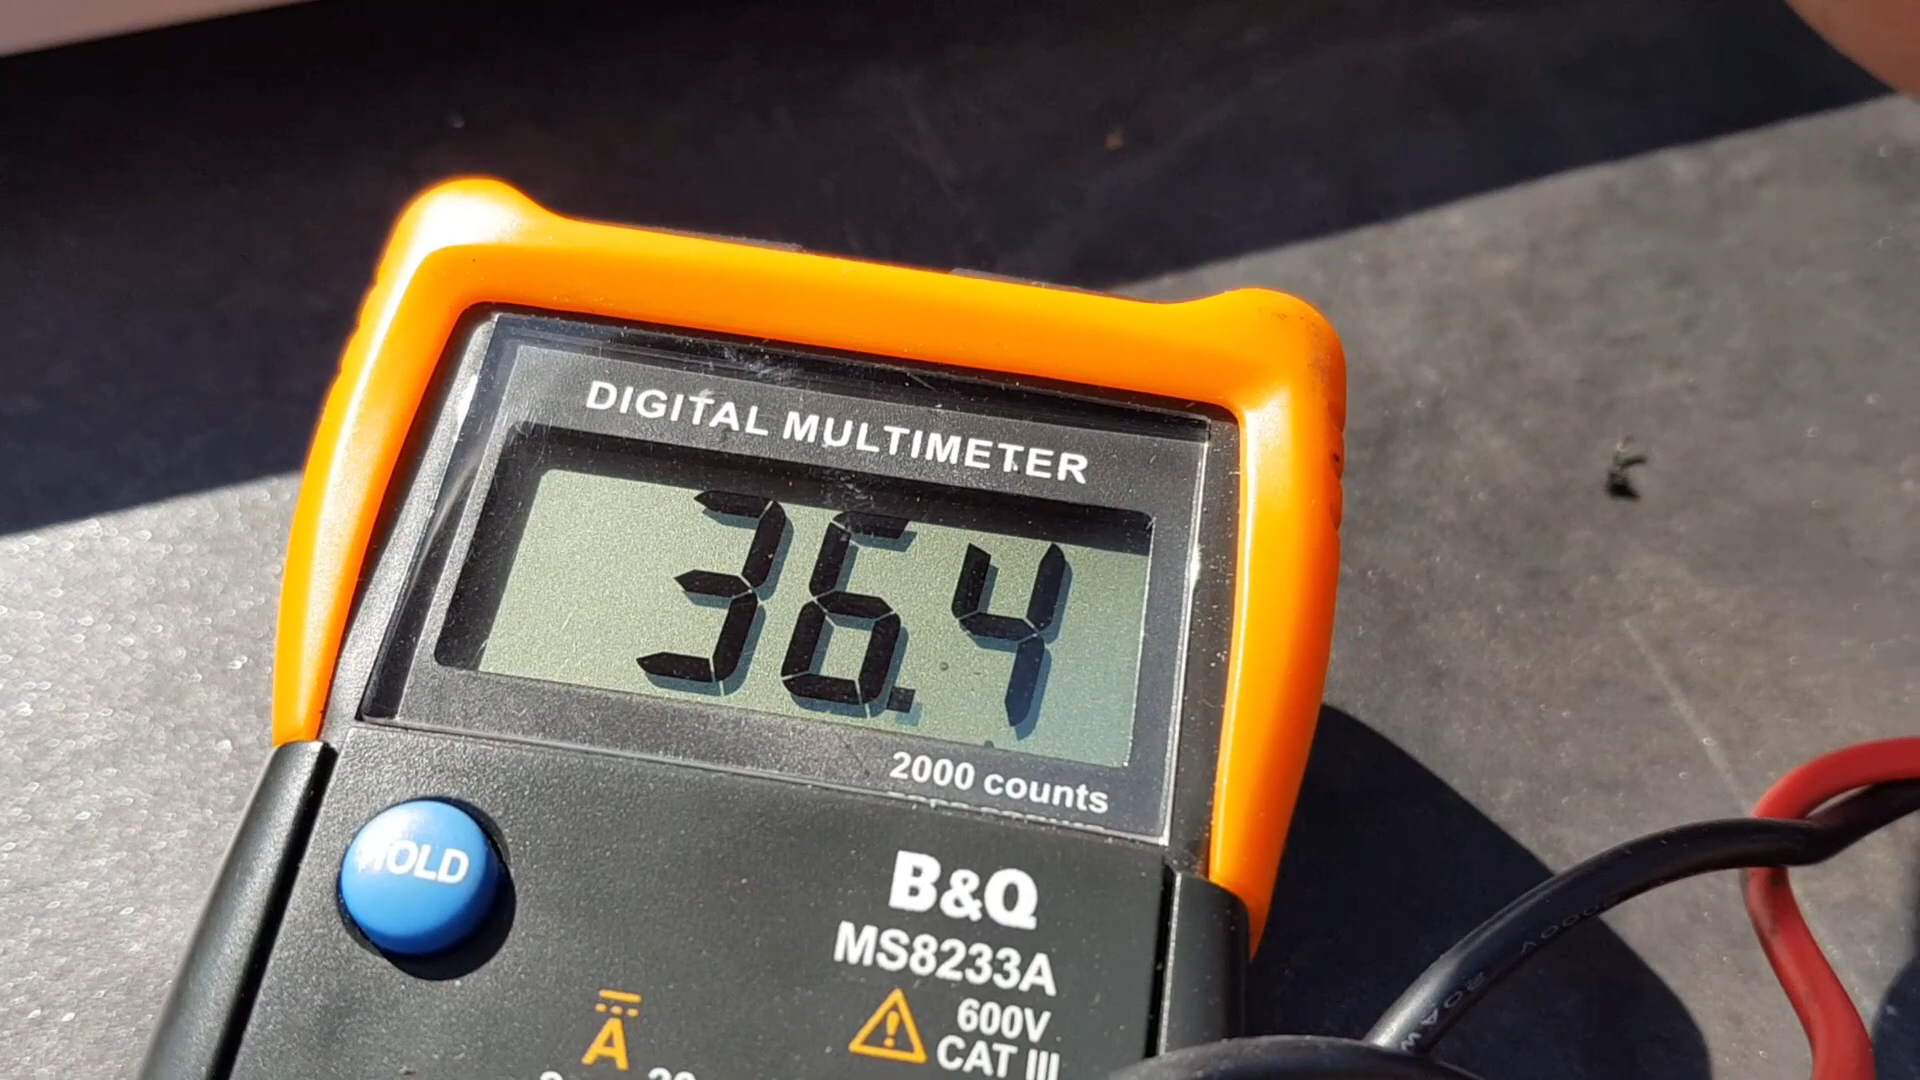 DIGITAL MULTIMETER
36.4
2000 counts
HOLD
B&Q
MS8233A
600V
CAT III
A